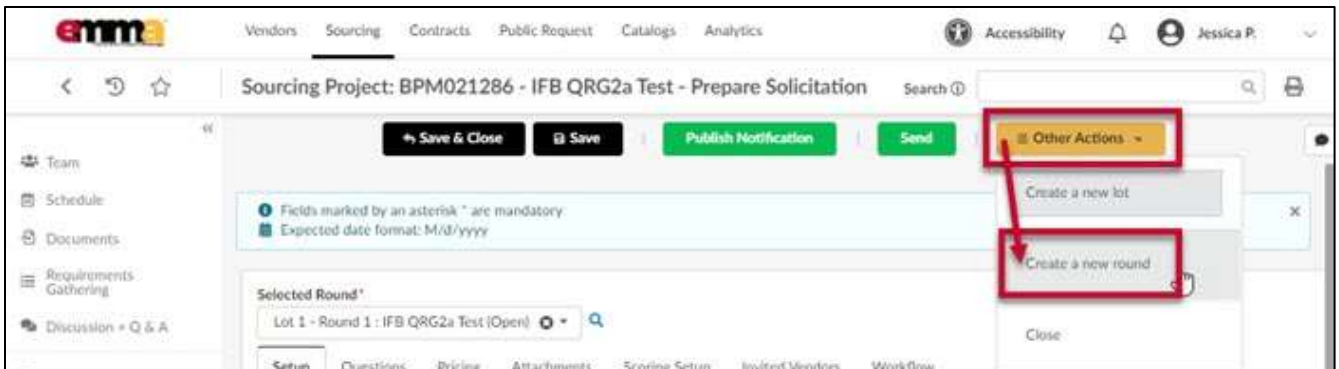 emma
Vendors Sourcing Contracts Public Request Catalogs Analytics Accessibility Jessica P.
Sourcing Project: BPM021286 - IFB QRG2a Test - Prepare Solicitation Search
Save & Close Save Publish Notification Send Other Actions
Team
Schedule
Documents
Requirements
Gathering
Discussion + Q & A
Fields marked by an asterisk * are mandatory
Expected date format: M/d/yyyy
Create a new lot
Create a new round
Close
Selected Round*
Lot 1 - Round 1 : IFB QRG2a Test (Open)
Setup Questions Pricing Attachments Scoring Setup Invited Vendors Workflow